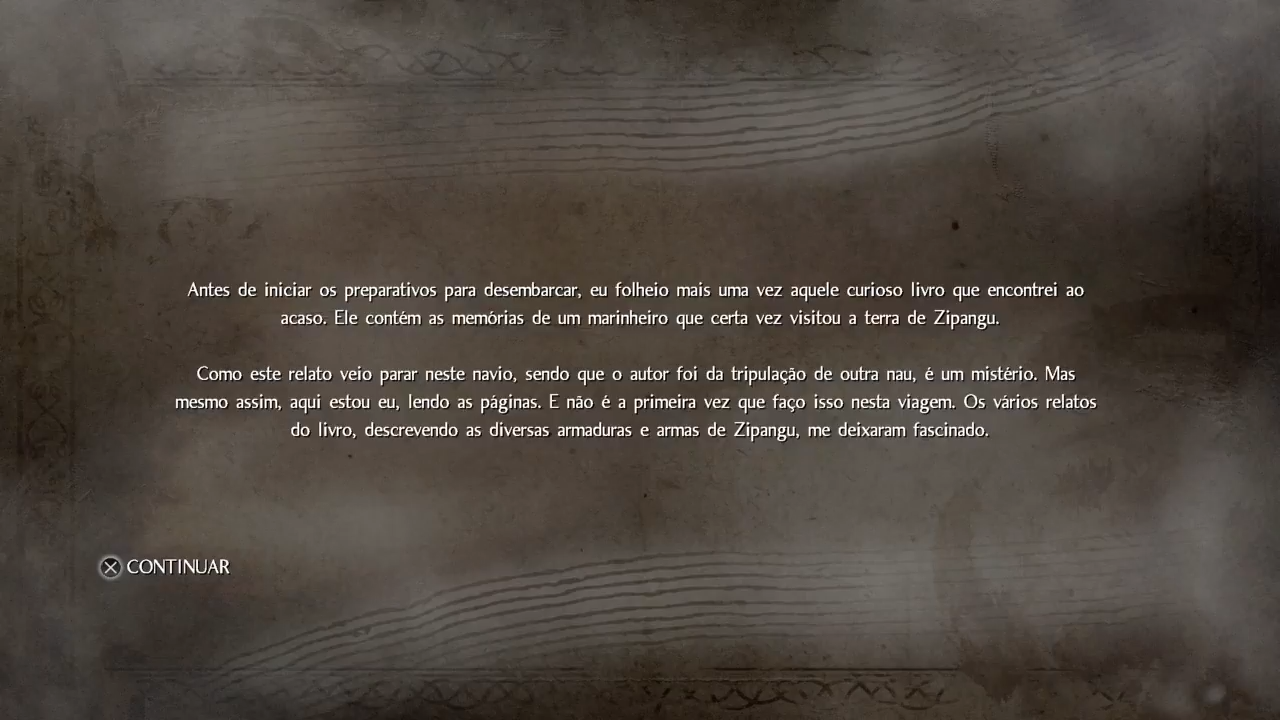 Antes de iniciar os preparativos para desembarcar, eu folheio mais uma vez aquele curioso livro que encontrei ao
acaso. Ele contém as memórias de um marinheiro que certa vez visitou a terra de Zipangu.
Como este relato veio parar neste navio, sendo que o autor foi da tripulação de outra nau, é um mistério. Mas
mesmo assim, aqui estou eu, lendo as páginas. E não é a primeira vez que faço isso nesta viagem. Os vários relatos
do livro, descrevendo as diversas armaduras e armas de Zipangu, me deixaram fascinado.
CONTINUAR